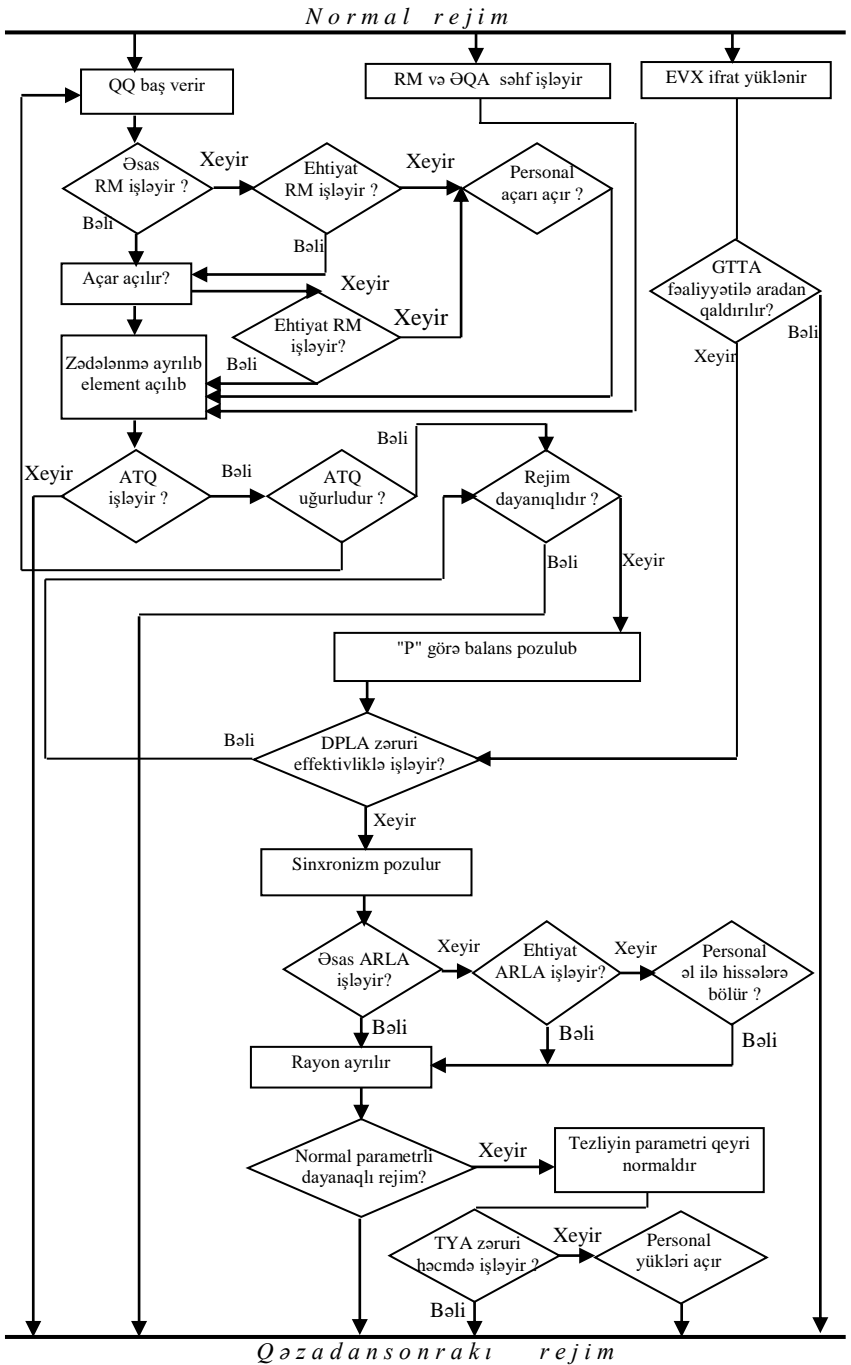 Normal rejim
QQ baş verir
RM və ƏQA səhf işləyir
EVX ifrat yüklənir
Əsas
RM işləyir ?
Xeyir
Ehtiyat
RM işləyir ?
Xeyir
Personal
açarı açır ?
Bəli
Bəli
Açar açılır?
Xeyir
GTTA
fəaliyyətilə aradan
qaldırılır?
Ehtiyat RM
işləyir?
Xeyir
Bəli
Xeyir
Zədələnmə ayrılıb
element açılıb
Bəli
Bəli
Xeyir
ATQ
işləyir ?
Bəli
ATQ
uğurludur ?
Rejim
dayanıqlıdır ?
Bəli
Xeyir
"P" görə balans pozulub
Bəli
DPLA zəruri
effektivliklə işləyir?
Xeyir
Sinxronizm pozulur
Əsas ARLA
işləyir?
Xeyir
Ehtiyat
ARLA işləyir?
Xeyir
Personal
əl ilə hissələrə
bölür ?
Bəli
Bəli
Bəli
Rayon ayrılır
Normal parametrli
dayanaqlı rejim?
Xeyir
Tezliyin parametri qeyri
normaldır
TYA zəruri
həcmdə işləyir ?
Xeyir
Personal
yükləri açır
Bəli
Qəzadansonrakı rejim